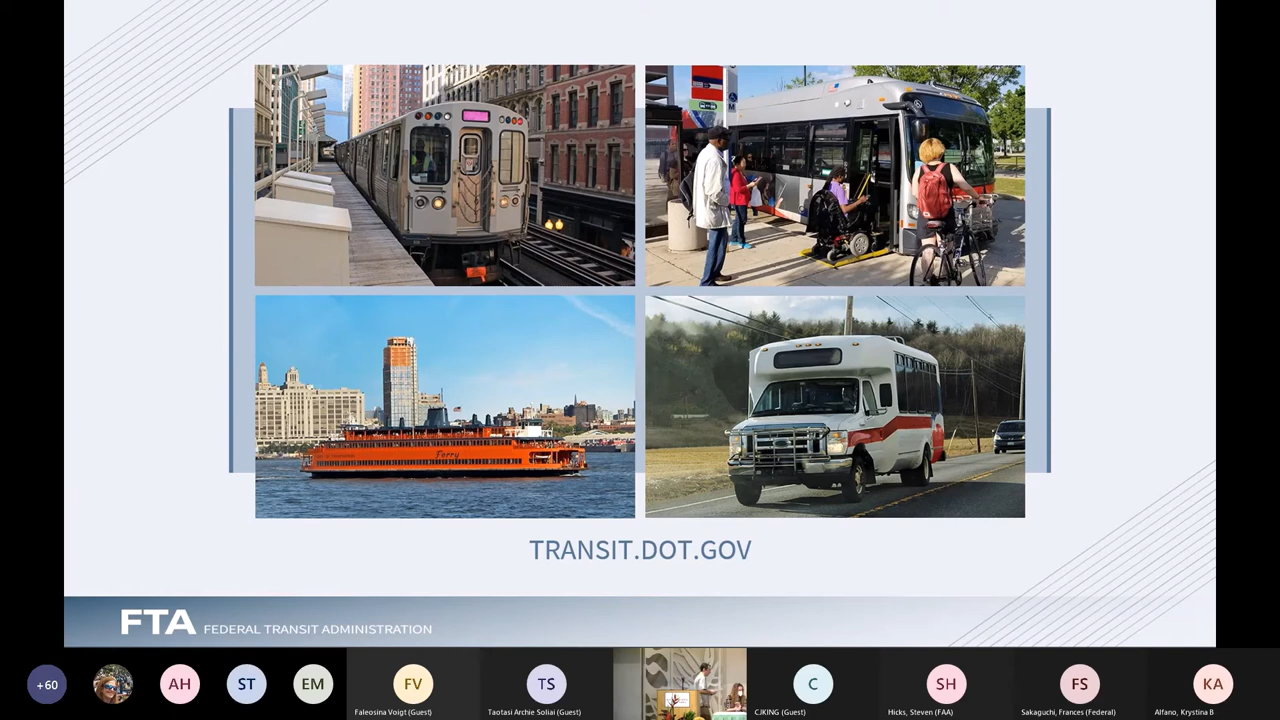 Ferry
TRANSIT.DOT.GOV
FTA FEDERAL TRANSIT ADMINISTRATION
+60
AH
ST
EM
FV
Faleosina Voigt (Guest)
TS
Taotasi Archie Soliai (Guest)
C
CJKING (Guest)
SH
Hicks, Steven (FAA)
FS
Sakaguchi, Frances (Federal)
KA
Alfano, Krystina B